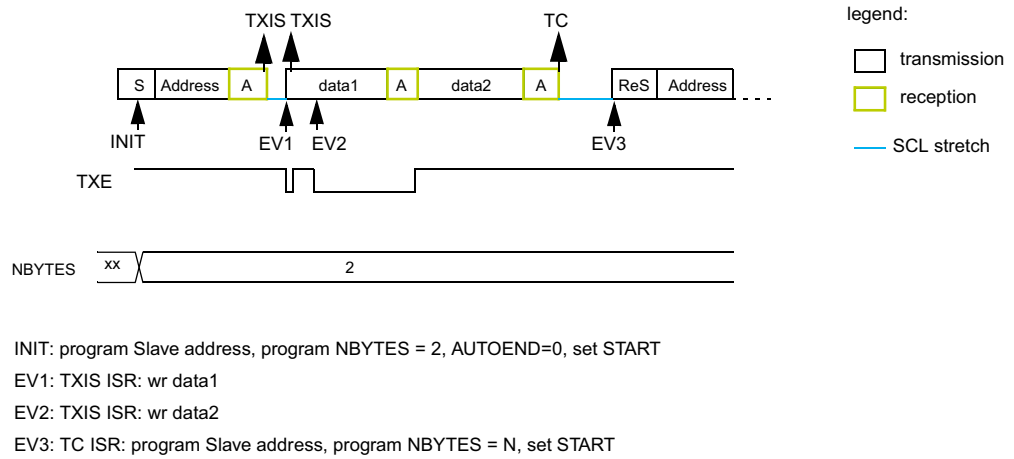 TXIS TXIS TC
legend:
transmission
reception
SCL stretch
S Address A data1 A data2 A ReS Address
INIT EV1 EV2 EV3
TXE
NBYTES xx 2
INIT: program Slave address, program NBYTES = 2, AUTOEND=0, set START
EV1: TXIS ISR: wr data1
EV2: TXIS ISR: wr data2
EV3: TC ISR: program Slave address, program NBYTES = N, set START